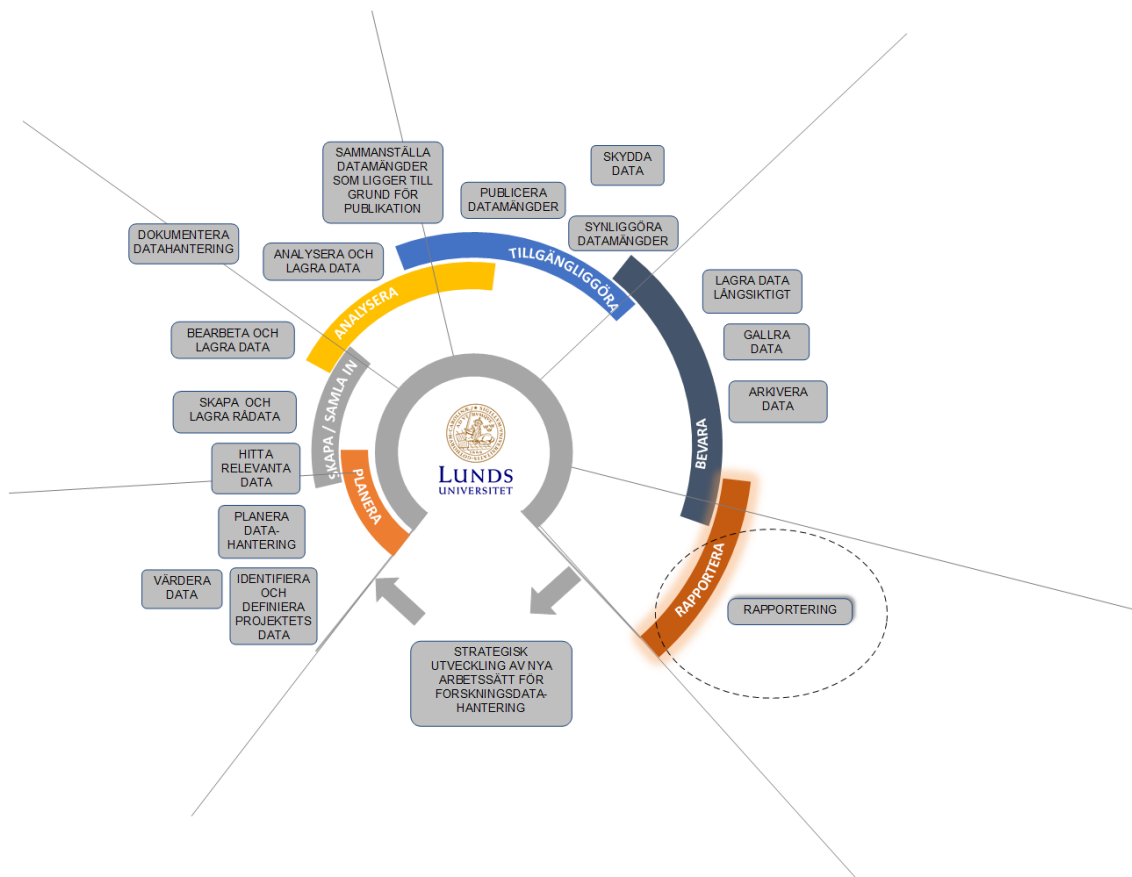 SAMMANSTÄLLA
DATAMÄNGDER
SOM LIGGER TILL
GRUND FÖR
PUBLIKATION
SKYDDA
DATA
PUBLICERA
DATAMÄNGDER
SYNLIGGÖRA
DATAMÄNGDER
DOKUMENTERA
DATAHANTERING
ANALYSERA OCH
LAGRA DATA
TILLGÄNGLIGGÖRA
LAGRA DATA
LÅNGSIKTIGT
ANALYSERA
BEARBETA OCH
LAGRA DATA
GALLRA
DATA
SKAPA / SAMLA IN
SKAPA OCH
LAGRA RÅDATA
ARKIVERA
DATA
BEVARA
HITTA
RELEVANTA
DATA
LUNDS
UNIVERSITET
PLANERA
PLANERA
DATA-
HANTERING
VÄRDERA
DATA
IDENTIFIERA
OCH
DEFINIERA
PROJEKTETS
DATA
RAPPORTERA
RAPPORTERING
STRATEGISK
UTVECKLING AV NYA
ARBETSSÄTT FÖR
FORSKNINGSDATA-
HANTERING